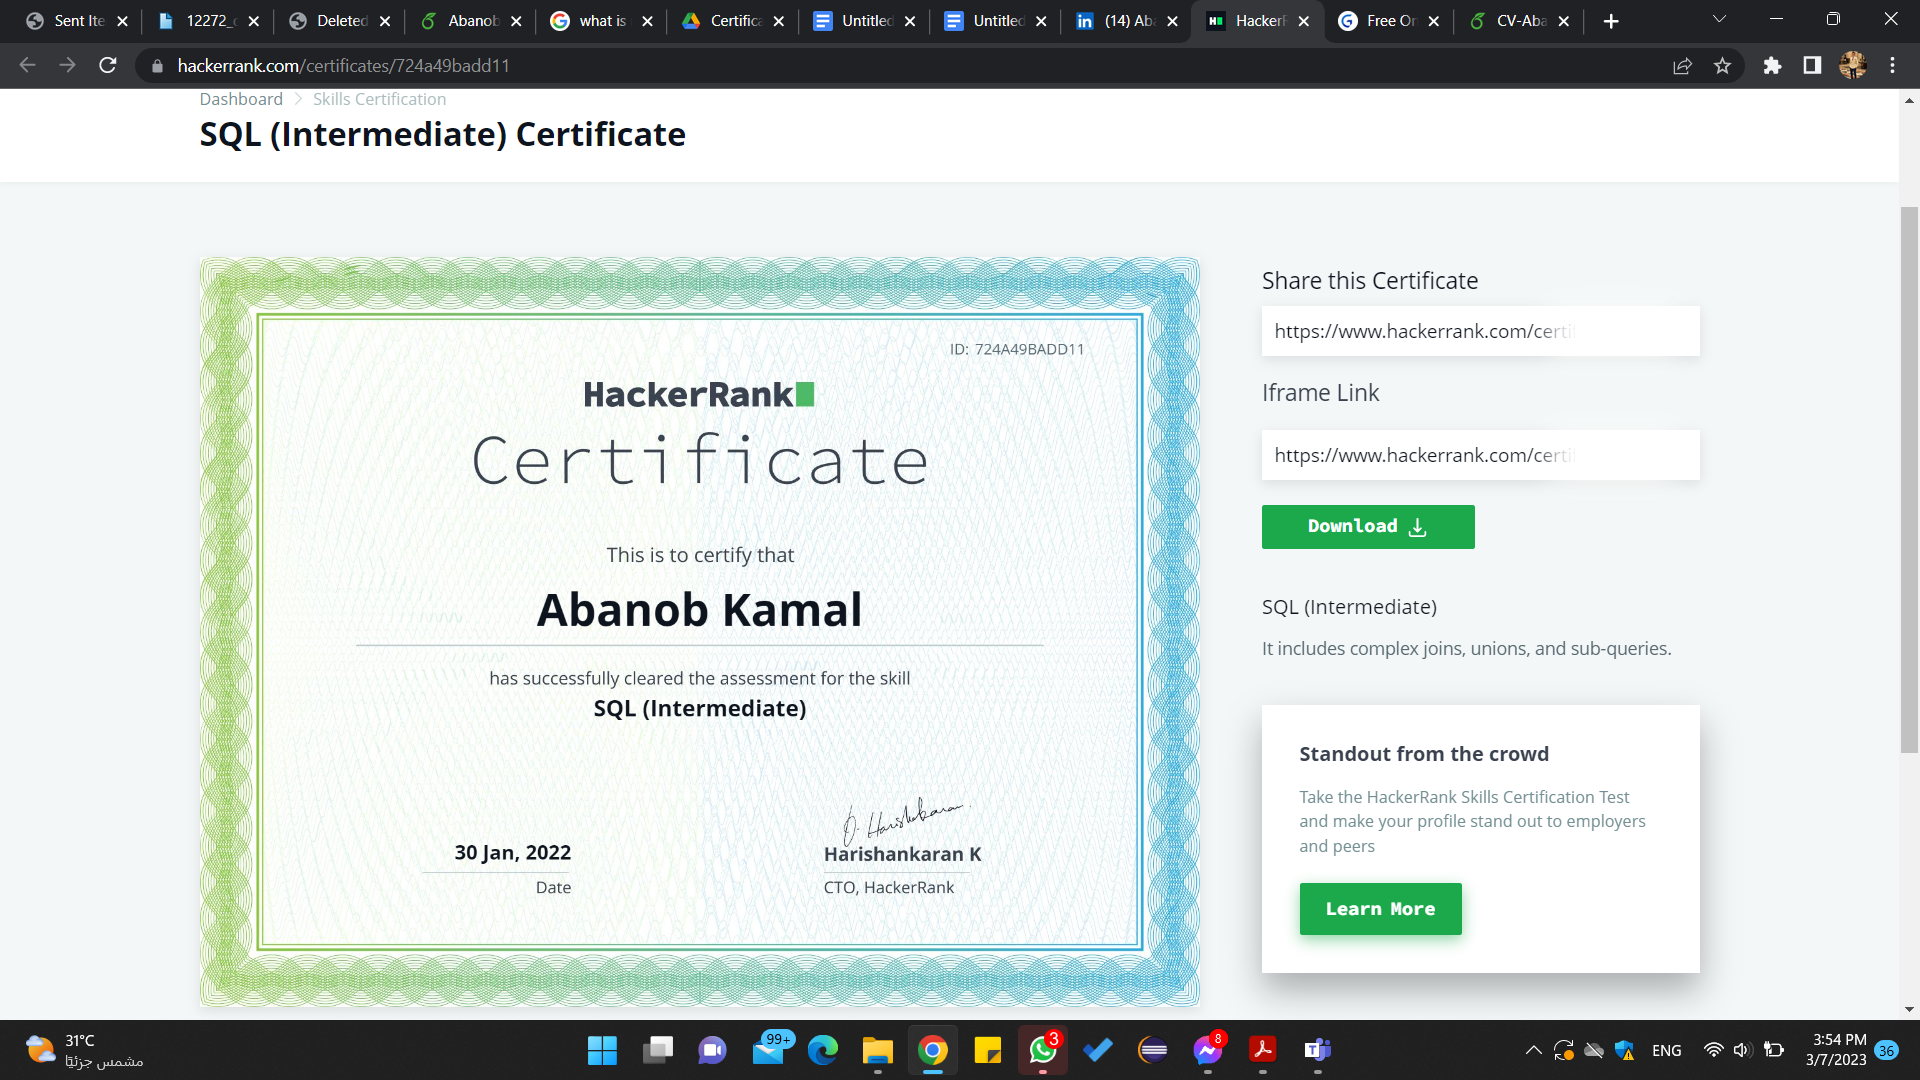 Sent Ite
12272_
Deleted
Abanob
what is
Certifica
Untitled
Untitled
(14) Aba
HackerR
Free On
CV-Aba
hackerrank.com/certificates/724a49badd11
Dashboard > Skills Certification
SQL (Intermediate) Certificate
ID: 724A49BADD11
HackerRank
Certificate
This is to certify that
Abanob Kamal
has successfully cleared the assessment for the skill
SQL (Intermediate)
30 Jan, 2022
Date
Harishankaran K
CTO, HackerRank
Share this Certificate
https://www.hackerrank.com/certi
Iframe Link
https://www.hackerrank.com/certi
Download
SQL (Intermediate)
It includes complex joins, unions, and sub-queries.
Standout from the crowd
Take the HackerRank Skills Certification Test
and make your profile stand out to employers
and peers
Learn More
31°C
مشمس جزئيًا
99+
3
8
ENG
3:54 PM
3/7/2023
36